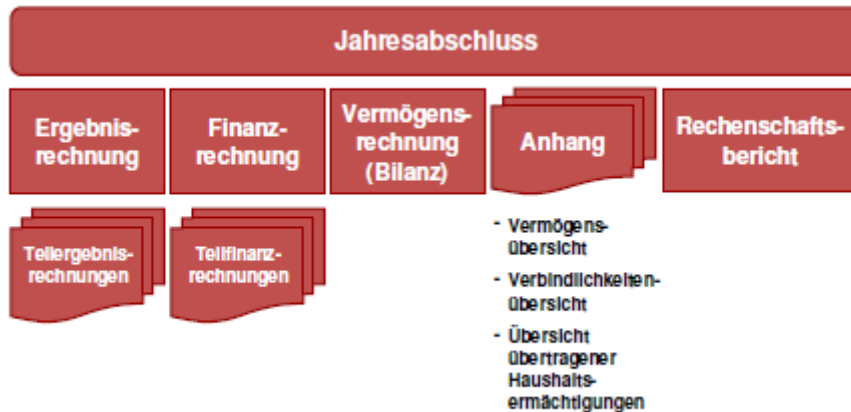 Jahresabschluss
Ergebnis-
rechnung
Finanz-
rechnung
Vermögens-
rechnung
(Bilanz)
Anhang
Rechenschafts-
bericht
Teilergebnis-
rechnungen
Teilfinanz-
rechnungen
- Vermögens-
übersicht
- Verbindlichkeiten-
übersicht
- Übersicht
übertragener
Haushalts-
ermächtigungen